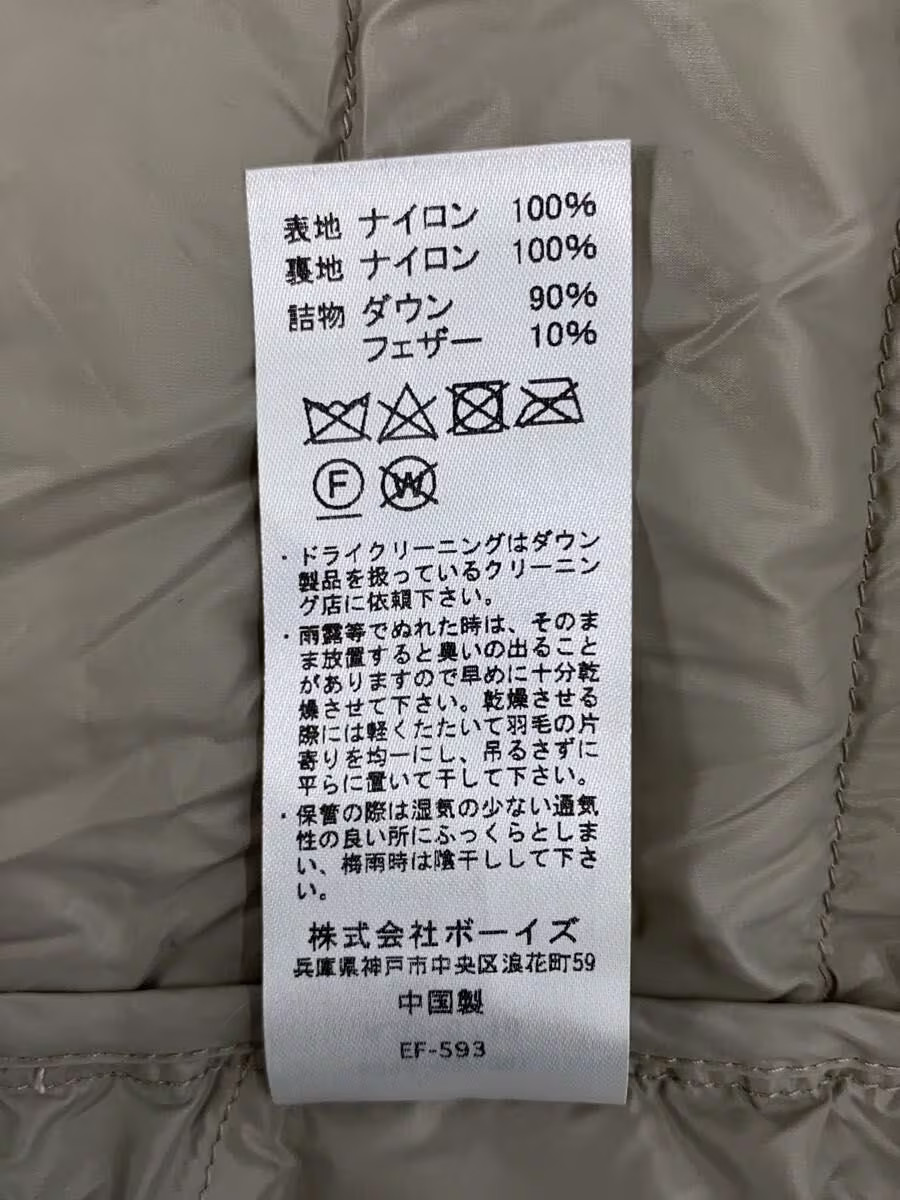 表地 ナイロン 100%
裏地 ナイロン 100%
詰物 ダウン 90%
フェザー 10%
F W
・ドライクリーニングはダウン
製品を扱っているクリーニン
グ店に依頼下さい。
・雨露等でぬれた時は、そのま
ま放置すると臭いの出ること
がありますので早めに十分乾
燥させて下さい。乾燥させる
際には軽くたたいて羽毛の片
寄りを均一にし、吊るさずに
平らに置いて干して下さい。
・保管の際は湿気の少ない通気
性の良い所にふっくらとしま
い、梅雨時は陰干しして下さ
い。
株式会社ボーイズ
兵庫県神戸市中央区浪花町59
中国製
EF-593